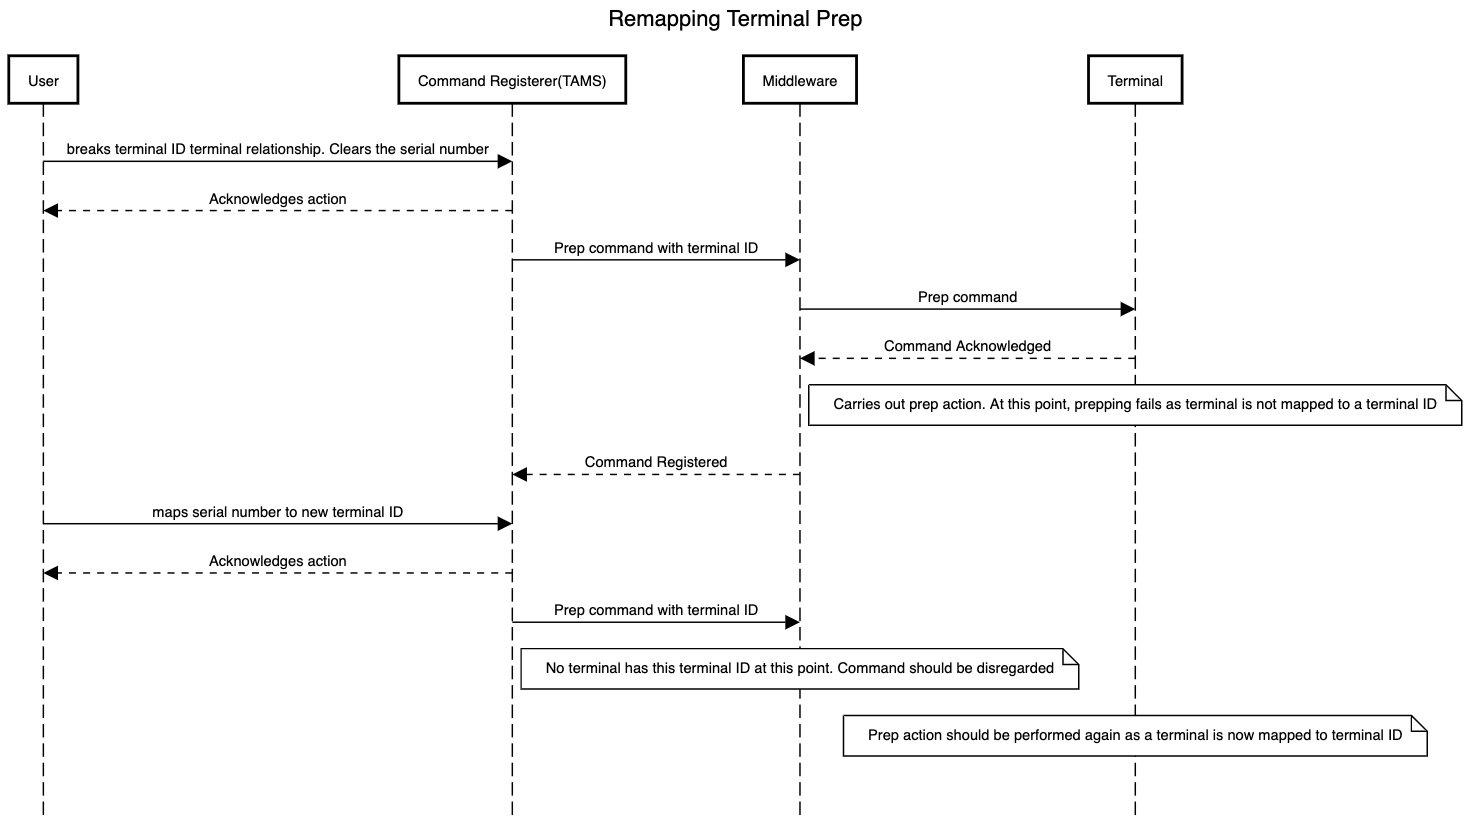 Remapping Terminal Prep
User
Command Registerer(TAMS)
Middleware
Terminal
breaks terminal ID terminal relationship. Clears the serial number
Acknowledges action
Prep command with terminal ID
Prep command
Command Acknowledged
Carries out prep action. At this point, prepping fails as terminal is not mapped to a terminal ID
Command Registered
maps serial number to new terminal ID
Acknowledges action
Prep command with terminal ID
No terminal has this terminal ID at this point. Command should be disregarded
Prep action should be performed again as a terminal is now mapped to terminal ID